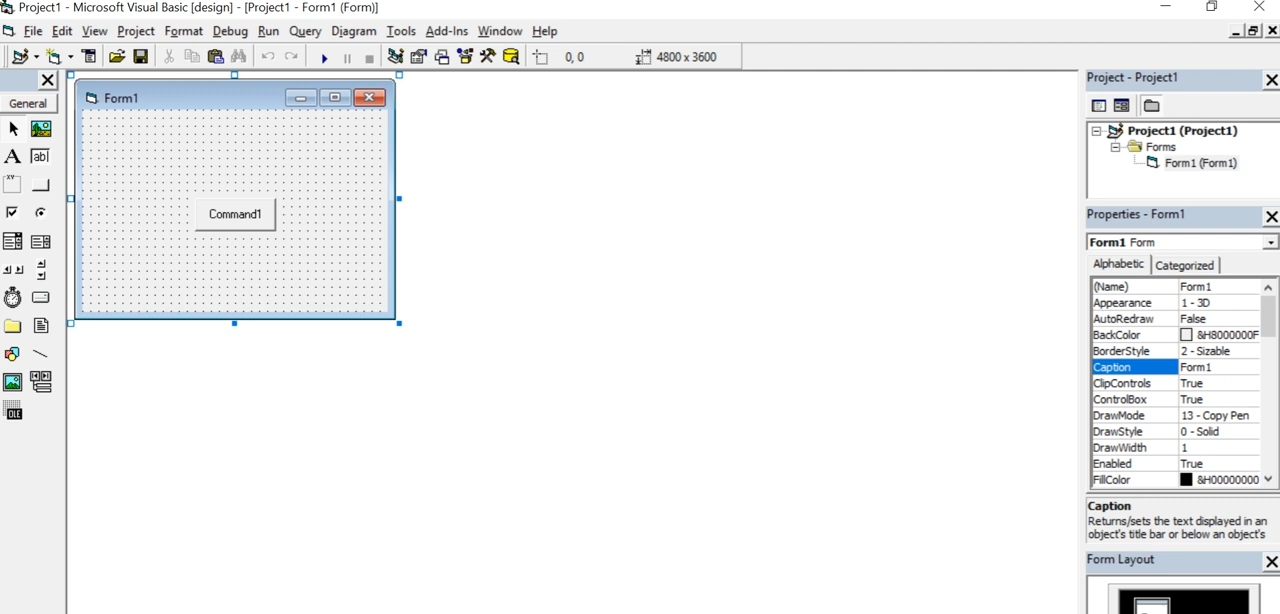 Project1 - Microsoft Visual Basic [design] - [Project1 - Form1 (Form)]
File Edit View Project Format Debug Run Query Diagram Tools Add-Ins Window Help
0, 0 4800 x 3600
General
A ab|
xy
OLE
Form1
Command1
Project - Project1
Project1 (Project1)
Forms
Form1 (Form1)
Properties - Form1
Form1 Form
Alphabetic Categorized
(Name) Form1
Appearance 1 - 3D
AutoRedraw False
BackColor &H8000000F
BorderStyle 2 - Sizable
Caption Form1
ClipControls True
ControlBox True
DrawMode 13 - Copy Pen
DrawStyle 0 - Solid
DrawWidth 1
Enabled True
FillColor &H00000000
Caption
Returns/sets the text displayed in an
object's title bar or below an object's
Form Layout